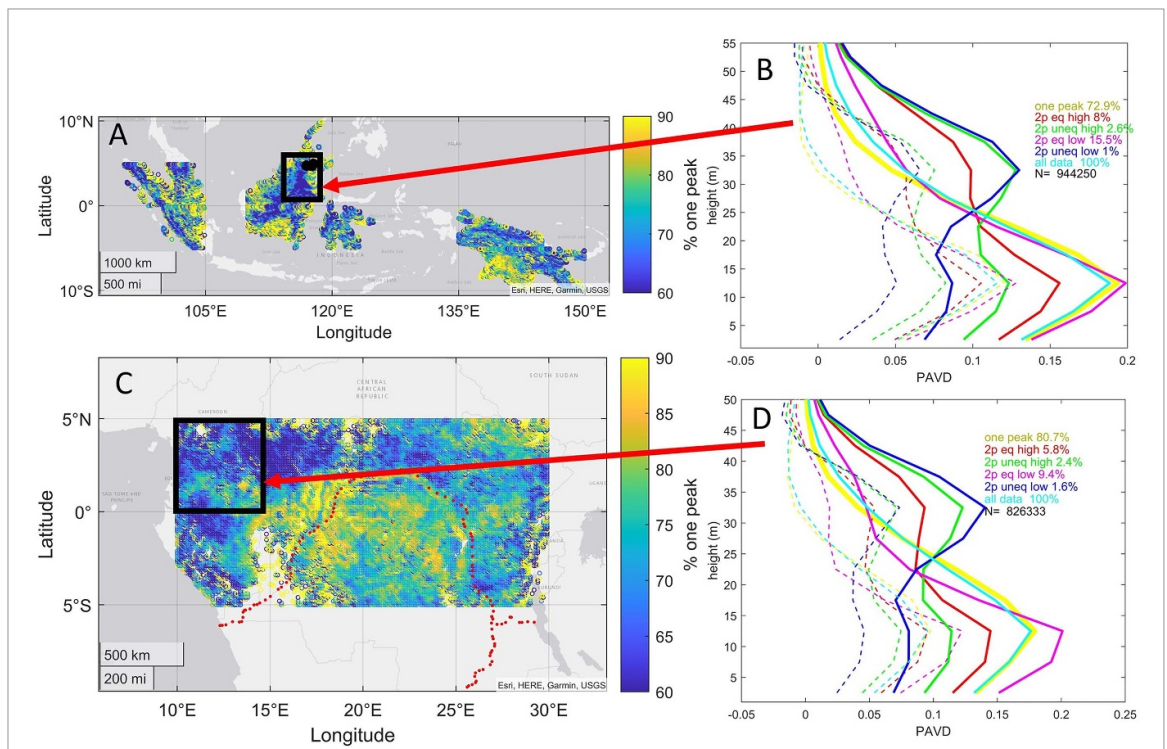 A
10°N
0°
10°S
Latitude
1000 km
500 mi
INDONESIA
Esri, HERE, Garmin, USGS
105°E
120°E
135°E
150°E
Longitude
90
85
80
75
70
65
60
% one peak
B
55
45
35
25
15
5
height (m)
one peak 72.9%
2p eq high 8%
2p uneq high 2.6%
2p eq low 15.5%
2p uneq low 1%
all data 100%
N= 944250
-0.05
0
0.05
0.1
0.15
0.2
PAVD
C
5°N
0°
5°S
Latitude
CAMEROON
CENTRAL
AFRICAN
REPUBLIC
SOUTH SUDAN
SAO TOME AND
PRINCIPE
500 km
200 mi
Esri, HERE, Garmin, USGS
10°E
15°E
20°E
25°E
30°E
Longitude
90
85
80
75
70
65
60
% one peak
D
50
45
40
35
30
25
20
15
10
5
height (m)
one peak 80.7%
2p eq high 5.8%
2p uneq high 2.4%
2p eq low 9.4%
2p uneq low 1.6%
all data 100%
N= 826333
-0.05
0
0.05
0.1
0.15
0.2
0.25
PAVD